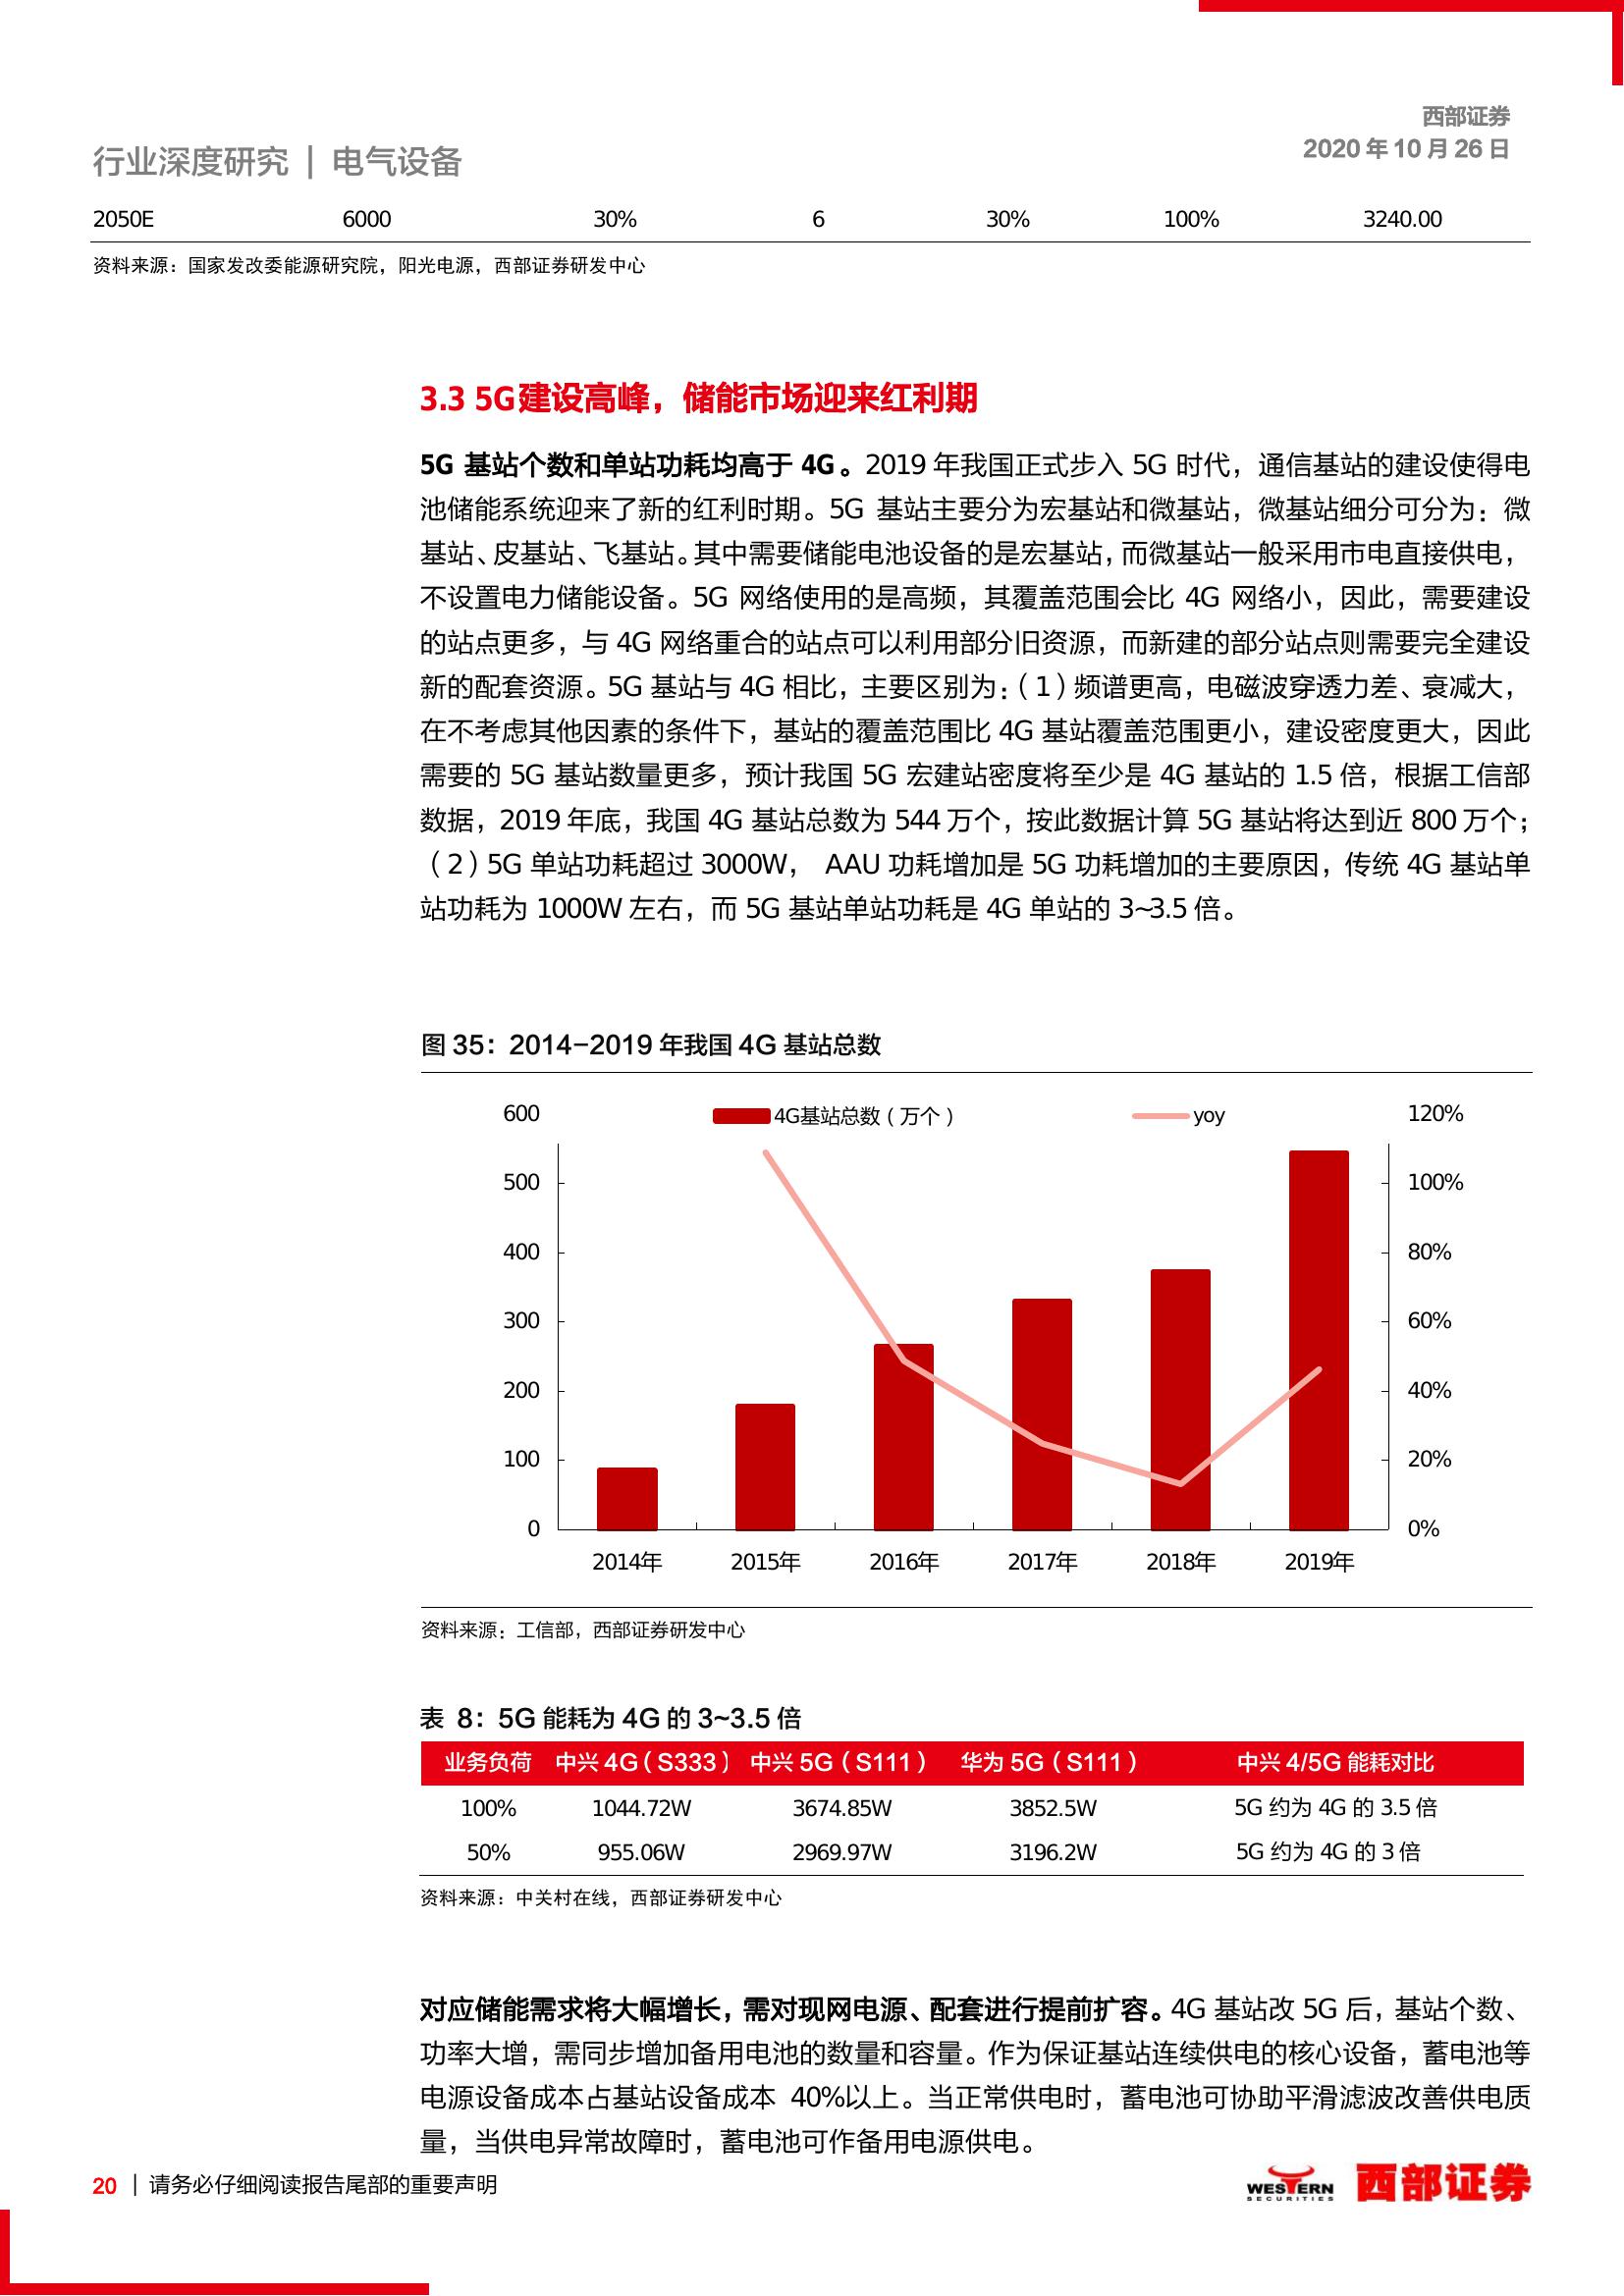 西部证券
2020 年 10 月 26 日
行业深度研究 | 电气设备
2050E 6000 30% 6 30% 100% 3240.00
资料来源：国家发改委能源研究院，阳光电源，西部证券研发中心
3.3 5G建设高峰，储能市场迎来红利期
5G 基站个数和单站功耗均高于 4G。2019 年我国正式步入 5G 时代，通信基站的建设使得电
池储能系统迎来了新的红利时期。5G 基站主要分为宏基站和微基站，微基站细分可分为：微
基站、皮基站、飞基站。其中需要储能电池设备的是宏基站，而微基站一般采用市电直接供电，
不设置电力储能设备。5G 网络使用的是高频，其覆盖范围会比 4G 网络小，因此，需要建设
的站点更多，与 4G 网络重合的站点可以利用部分旧资源，而新建的部分站点则需要完全建设
新的配套资源。5G 基站与 4G 相比，主要区别为：（1）频谱更高，电磁波穿透力差、衰减大，
在不考虑其他因素的条件下，基站的覆盖范围比 4G 基站覆盖范围更小，建设密度更大，因此
需要的 5G 基站数量更多，预计我国 5G 宏建站密度将至少是 4G 基站的 1.5 倍，根据工信部
数据，2019 年底，我国 4G 基站总数为 544 万个，按此数据计算 5G 基站将达到近 800 万个；
（2）5G 单站功耗超过 3000W， AAU 功耗增加是 5G 功耗增加的主要原因，传统 4G 基站单
站功耗为 1000W 左右，而 5G 基站单站功耗是 4G 单站的 3~3.5 倍。
图 35：2014-2019 年我国 4G 基站总数
600 4G基站总数（万个） yoy 120%
500 100%
400 80%
300 60%
200 40%
100 20%
0 0%
2014年 2015年 2016年 2017年 2018年 2019年
资料来源：工信部，西部证券研发中心
表 8：5G 能耗为 4G 的 3~3.5 倍
业务负荷 中兴 4G（S333） 中兴 5G（S111） 华为 5G（S111） 中兴 4/5G 能耗对比
100% 1044.72W 3674.85W 3852.5W 5G 约为 4G 的 3.5 倍
50% 955.06W 2969.97W 3196.2W 5G 约为 4G 的 3 倍
资料来源：中关村在线，西部证券研发中心
对应储能需求将大幅增长，需对现网电源、配套进行提前扩容。4G 基站改 5G 后，基站个数、
功率大增，需同步增加备用电池的数量和容量。作为保证基站连续供电的核心设备，蓄电池等
电源设备成本占基站设备成本 40%以上。当正常供电时，蓄电池可协助平滑滤波改善供电质
量，当供电异常故障时，蓄电池可作备用电源供电。
20 | 请务必仔细阅读报告尾部的重要声明
WESTERN
SECURITIES
西部证券